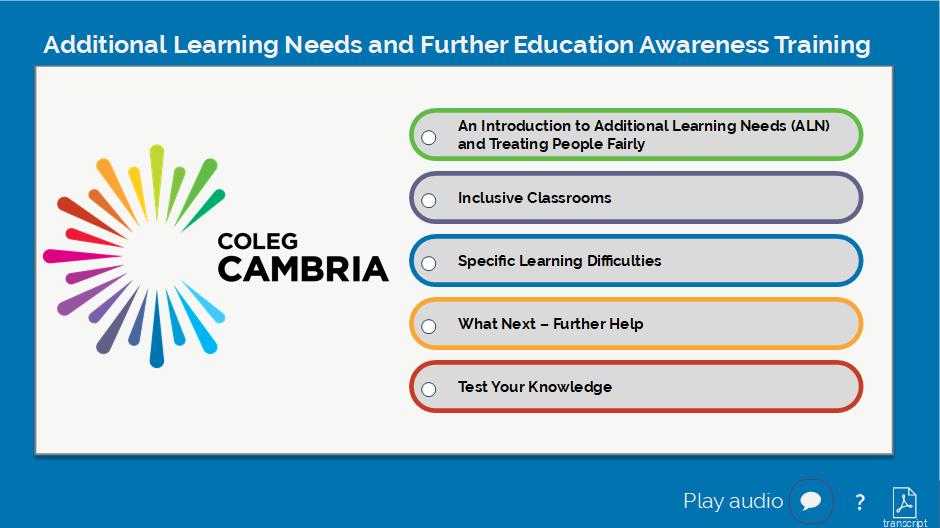 Additional Learning Needs and Further Education Awareness Training
COLEG
CAMBRIA
An Introduction to Additional Learning Needs (ALN)
and Treating People Fairly
Inclusive Classrooms
Specific Learning Difficulties
What Next – Further Help
Test Your Knowledge
Play audio
?
transcript